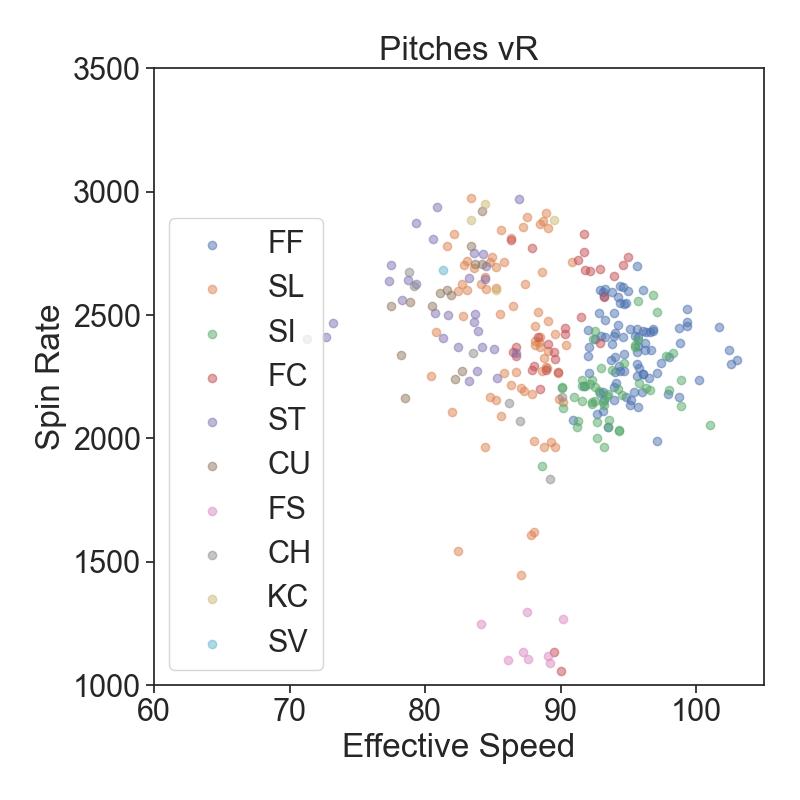 Pitches vR
3500
3000
2500
2000
1500
1000
Spin Rate
FF
SL
SI
FC
ST
CU
FS
CH
KC
SV
60 70 80 90 100
Effective Speed